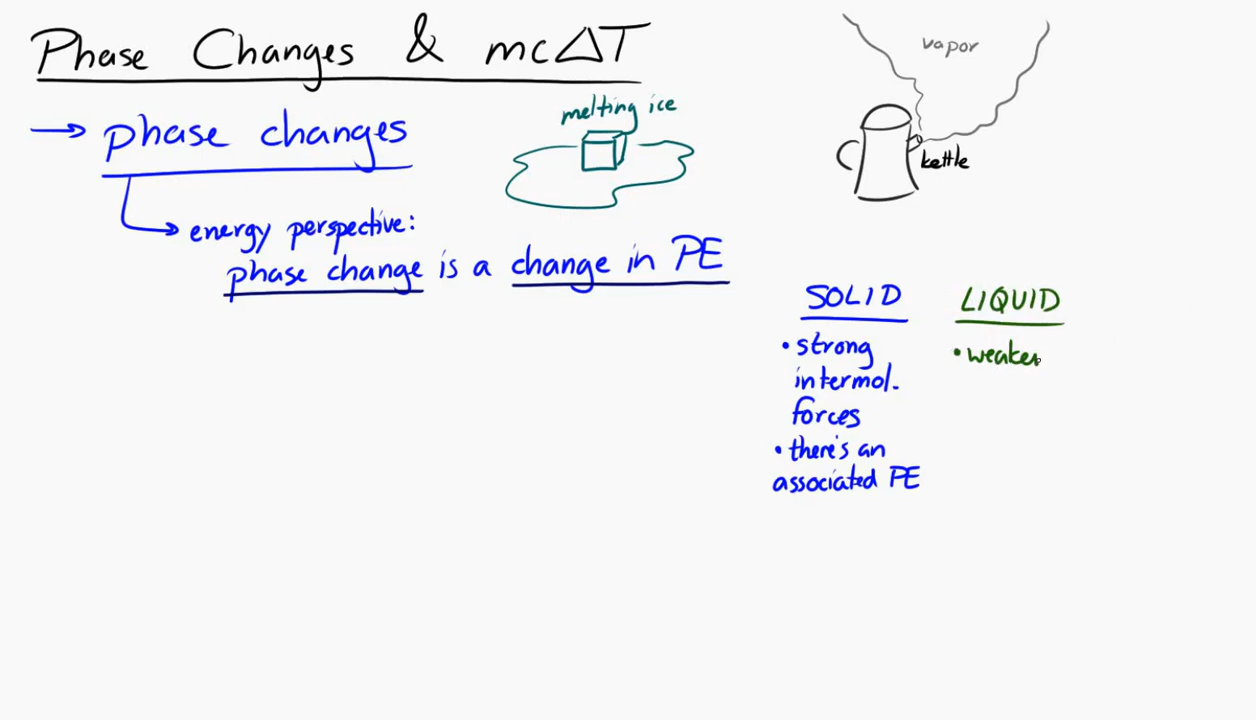 Phase Changes & mcΔT
vapor
melting ice
→ phase changes
kettle
energy perspective:
phase change is a change in PE
SOLID
• strong
intermol.
forces
• there's an
associated PE
LIQUID
• weaker